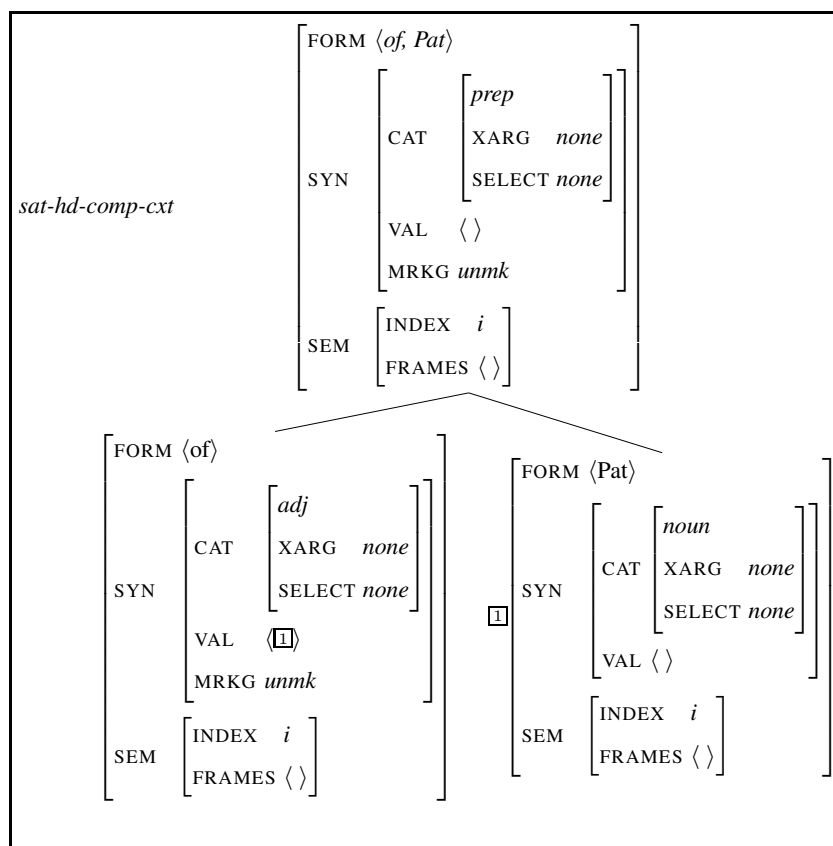 FORM ⟨of, Pat⟩
prep
CAT XARG none
SELECT none
SYN
sat-hd-comp-cxt
VAL ⟨ ⟩
MRKG unmk
INDEX i
SEM
FRAMES ⟨ ⟩
FORM ⟨of⟩
adj
CAT XARG none
SELECT none
SYN
VAL ⟨1⟩
MRKG unmk
INDEX i
SEM
FRAMES ⟨ ⟩
1
FORM ⟨Pat⟩
noun
CAT XARG none
SYN
SELECT none
VAL ⟨ ⟩
INDEX i
SEM
FRAMES ⟨ ⟩